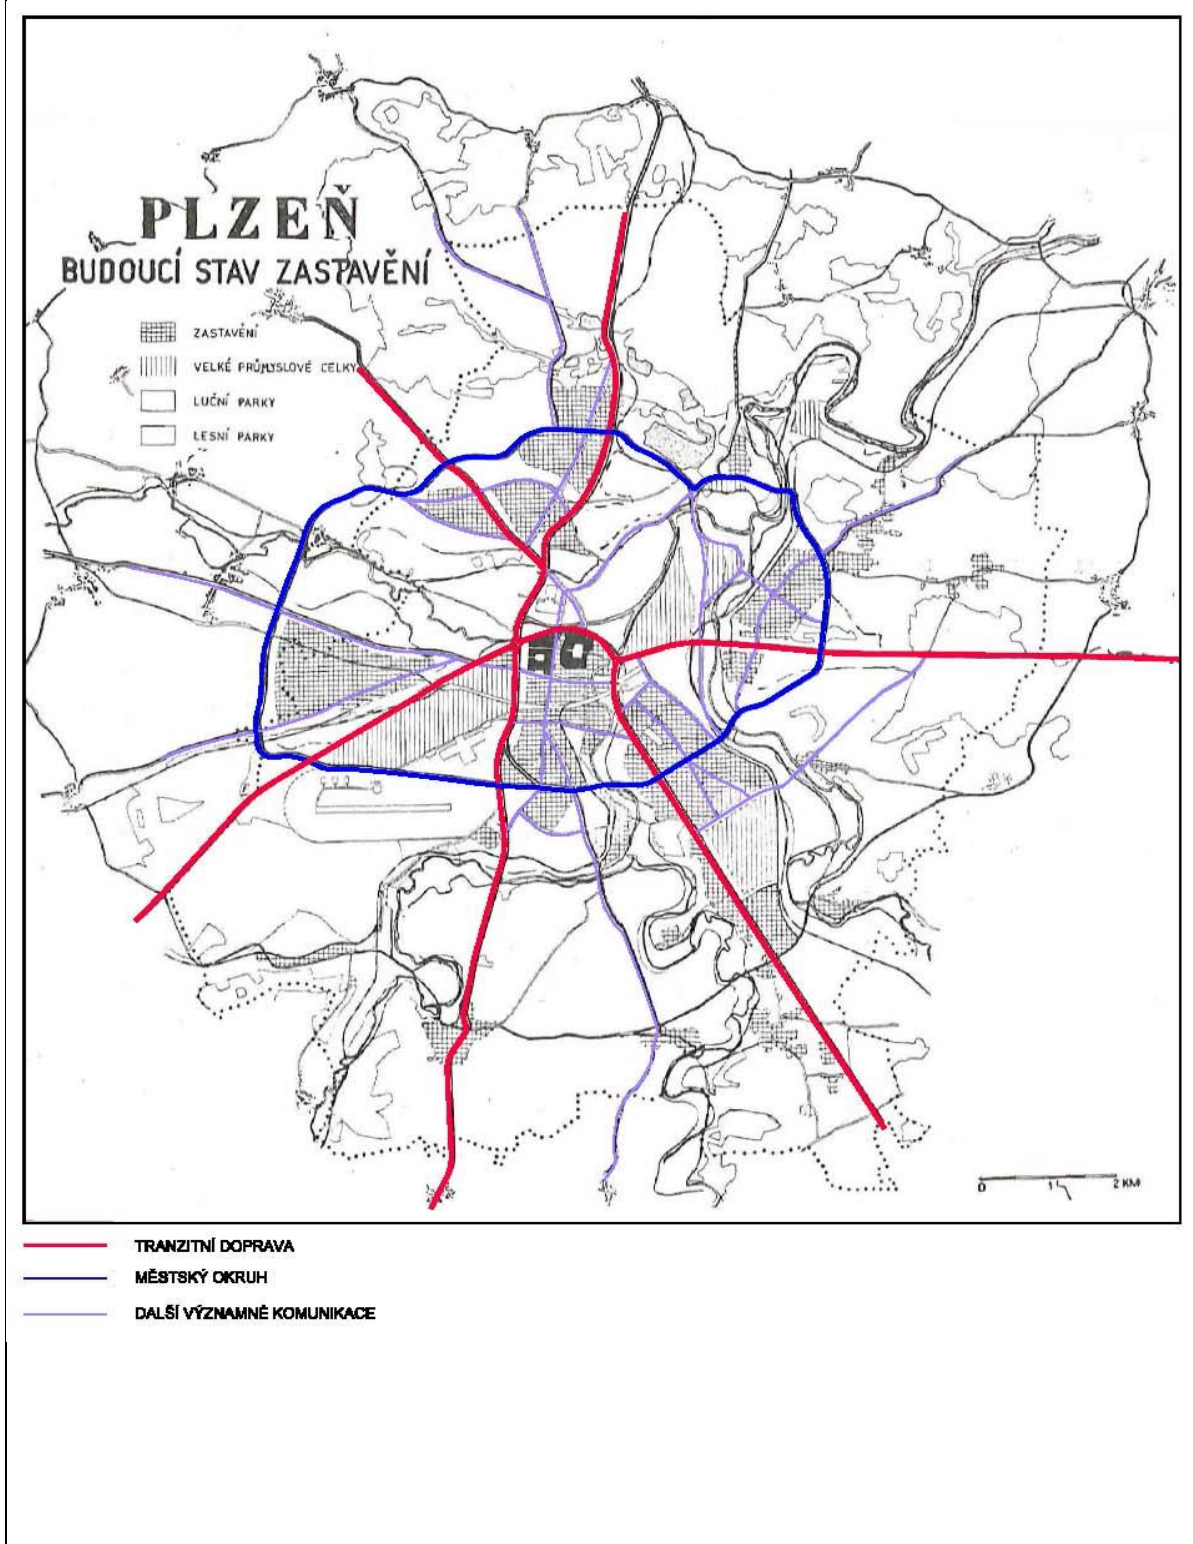 PLZEŇ
BUDOUCÍ STAV ZASTAVĚNÍ
ZASTAVĚNÍ
VELKÉ PRŮMYSLOVÉ CELKY
LUČNÍ PARKY
LESNÍ PARKY
0 1 2 KM
TRANZITNÍ DOPRAVA
MĚSTSKÝ OKRUH
DALŠÍ VÝZNAMNÉ KOMUNIKACE